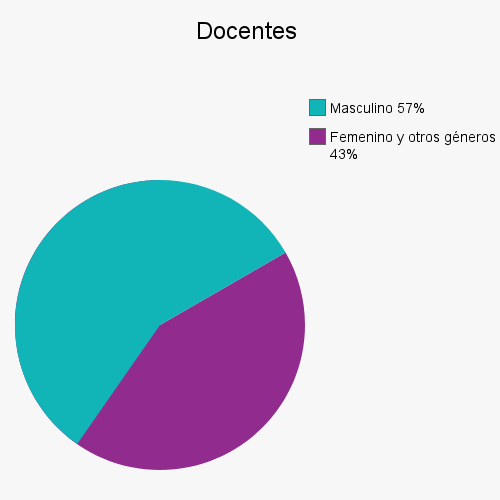 Docentes
Masculino 57%
Femenino y otros géneros
43%